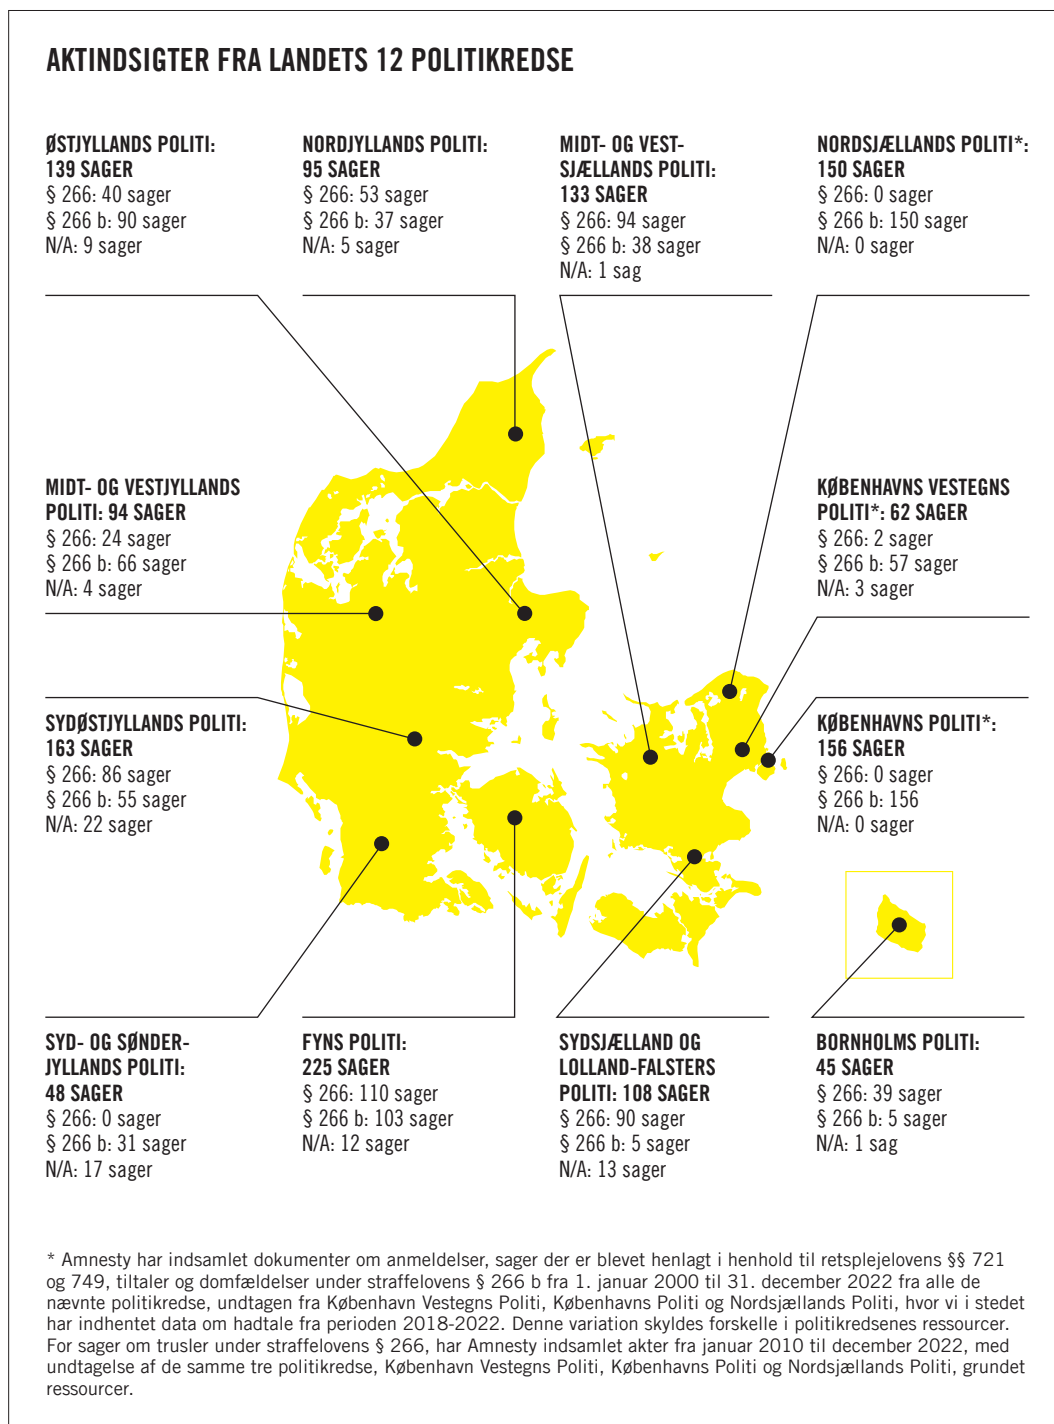 AKTINDSIGTER FRA LANDETS 12 POLITIKREDSE
ØSTJYLLANDS POLITI:
139 SAGER
§ 266: 40 sager
§ 266 b: 90 sager
N/A: 9 sager
NORDJYLLANDS POLITI:
95 SAGER
§ 266: 53 sager
§ 266 b: 37 sager
N/A: 5 sager
MIDT- OG VEST-
SJÆLLANDS POLITI:
133 SAGER
§ 266: 94 sager
§ 266 b: 38 sager
N/A: 1 sag
NORDSJÆLLANDS POLITI*:
150 SAGER
§ 266: 0 sager
§ 266 b: 150 sager
N/A: 0 sager
MIDT- OG VESTJYLLANDS
POLITI: 94 SAGER
§ 266: 24 sager
§ 266 b: 66 sager
N/A: 4 sager
KØBENHAVNS VESTEGNS
POLITI*: 62 SAGER
§ 266: 2 sager
§ 266 b: 57 sager
N/A: 3 sager
SYDØSTJYLLANDS POLITI:
163 SAGER
§ 266: 86 sager
§ 266 b: 55 sager
N/A: 22 sager
KØBENHAVNS POLITI*:
156 SAGER
§ 266: 0 sager
§ 266 b: 156
N/A: 0 sager
SYD- OG SØNDER-
JYLLANDS POLITI:
48 SAGER
§ 266: 0 sager
§ 266 b: 31 sager
N/A: 17 sager
FYNS POLITI:
225 SAGER
§ 266: 110 sager
§ 266 b: 103 sager
N/A: 12 sager
SYDSJÆLLAND OG
LOLLAND-FALSTERS
POLITI: 108 SAGER
§ 266: 90 sager
§ 266 b: 5 sager
N/A: 13 sager
BORNHOLMS POLITI:
45 SAGER
§ 266: 39 sager
§ 266 b: 5 sager
N/A: 1 sag
* Amnesty har indsamlet dokumenter om anmeldelser, sager der er blevet henlagt i henhold til retsplejelovens §§ 721
og 749, tiltaler og domfældelser under straffelovens § 266 b fra 1. januar 2000 til 31. december 2022 fra alle de
nævnte politikredse, undtagen fra København Vestegns Politi, Københavns Politi og Nordsjællands Politi, hvor vi i stedet
har indhentet data om hadtale fra perioden 2018-2022. Denne variation skyldes forskelle i politikredsenes ressourcer.
For sager om trusler under straffelovens § 266, har Amnesty indsamlet akter fra januar 2010 til december 2022, med
undtagelse af de samme tre politikredse, København Vestegns Politi, Københavns Politi og Nordsjællands Politi, grundet
ressourcer.